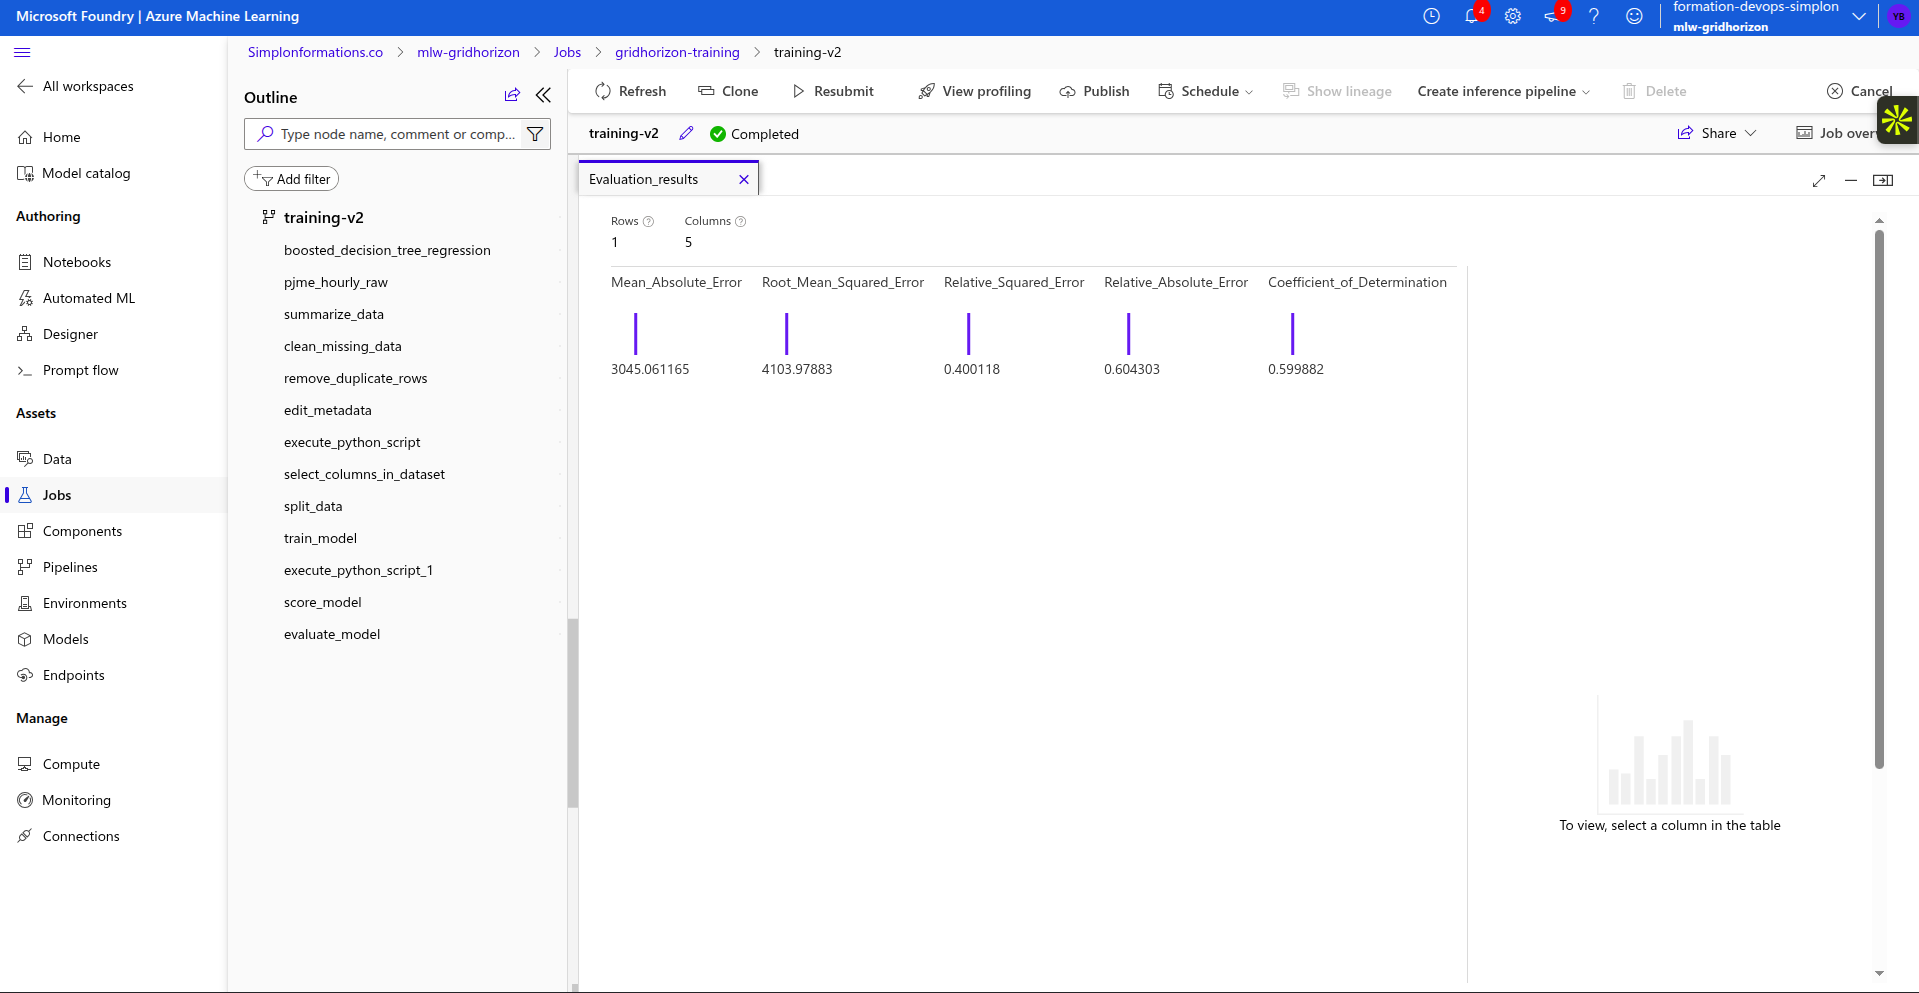 Microsoft Foundry | Azure Machine Learning
4
9
formation-devops-simplon
mlw-gridhorizon
YB
Simplonformations.co > mlw-gridhorizon > Jobs > gridhorizon-training > training-v2
All workspaces
Home
Model catalog
Authoring
Notebooks
Automated ML
Designer
Prompt flow
Assets
Data
Jobs
Components
Pipelines
Environments
Models
Endpoints
Manage
Compute
Monitoring
Connections
Outline
Type node name, comment or comp...
Add filter
training-v2
boosted_decision_tree_regression
pjme_hourly_raw
summarize_data
clean_missing_data
remove_duplicate_rows
edit_metadata
execute_python_script
select_columns_in_dataset
split_data
train_model
execute_python_script_1
score_model
evaluate_model
Refresh Clone Resubmit View profiling Publish Schedule Show lineage Create inference pipeline Delete Cancel
training-v2 Completed Share Job over
Evaluation_results
Rows Columns
1 5
Mean_Absolute_Error Root_Mean_Squared_Error Relative_Squared_Error Relative_Absolute_Error Coefficient_of_Determination
3045.061165 4103.97883 0.400118 0.604303 0.599882
To view, select a column in the table